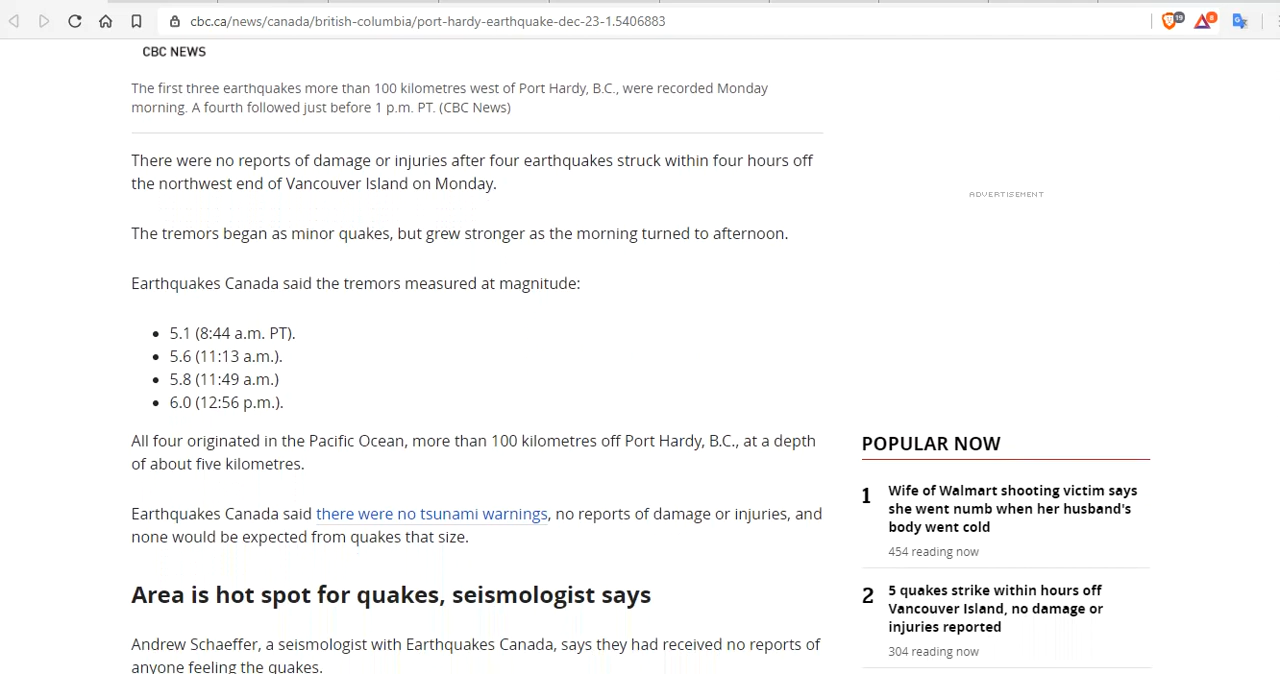 cbc.ca/news/canada/british-columbia/port-hardy-earthquake-dec-23-1.5406883
19
8
CBC NEWS
The first three earthquakes more than 100 kilometres west of Port Hardy, B.C., were recorded Monday
morning. A fourth followed just before 1 p.m. PT. (CBC News)
There were no reports of damage or injuries after four earthquakes struck within four hours off
the northwest end of Vancouver Island on Monday.
ADVERTISEMENT
The tremors began as minor quakes, but grew stronger as the morning turned to afternoon.
Earthquakes Canada said the tremors measured at magnitude:
• 5.1 (8:44 a.m. PT).
• 5.6 (11:13 a.m.).
• 5.8 (11:49 a.m.)
• 6.0 (12:56 p.m.).
All four originated in the Pacific Ocean, more than 100 kilometres off Port Hardy, B.C., at a depth
of about five kilometres.
Earthquakes Canada said there were no tsunami warnings, no reports of damage or injuries, and
none would be expected from quakes that size.
Area is hot spot for quakes, seismologist says
Andrew Schaeffer, a seismologist with Earthquakes Canada, says they had received no reports of
anyone feeling the quakes.
POPULAR NOW
1 Wife of Walmart shooting victim says
she went numb when her husband's
body went cold
454 reading now
2 5 quakes strike within hours off
Vancouver Island, no damage or
injuries reported
304 reading now